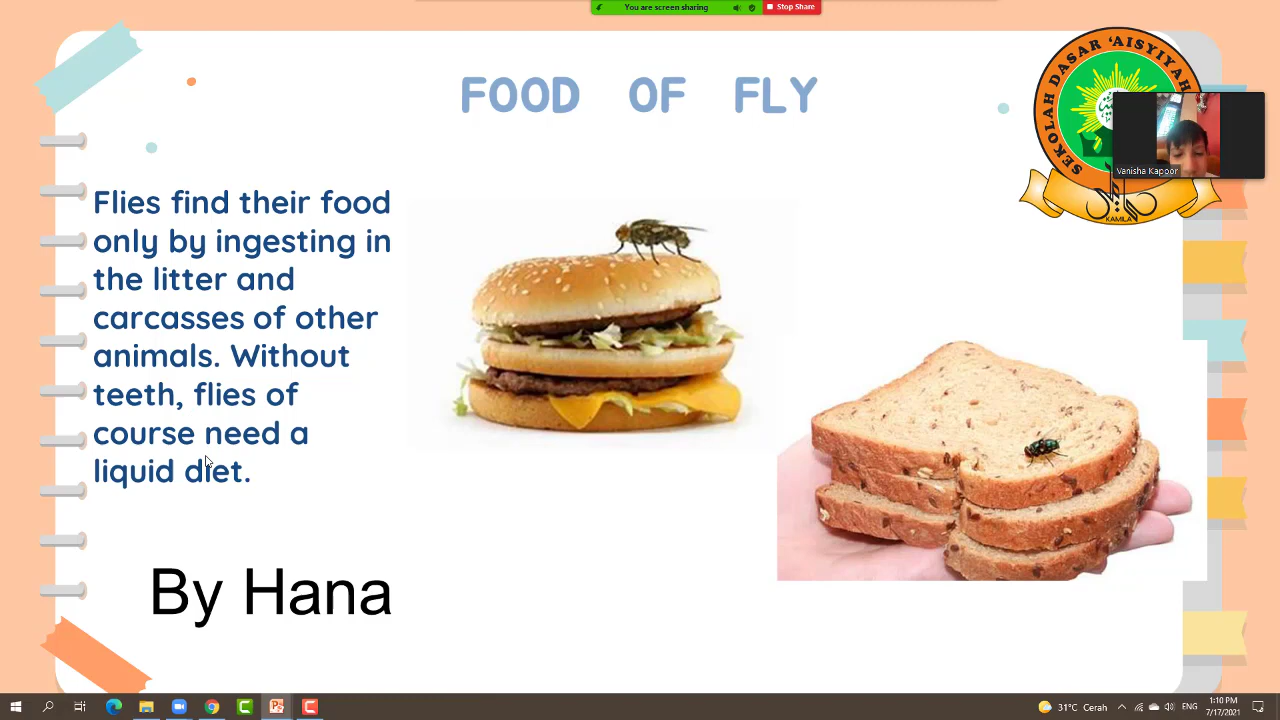 You are screen sharing
Stop Share
FOOD OF FLY
SEKOLAH DASAR 'AISYIYAH
KAMILA
Vanisha Kapoor
Flies find their food
only by ingesting in
the litter and
carcasses of other
animals. Without
teeth, flies of
course need a
liquid diet.
By Hana
31°C Cerah
ENG
1:10 PM
7/17/2021